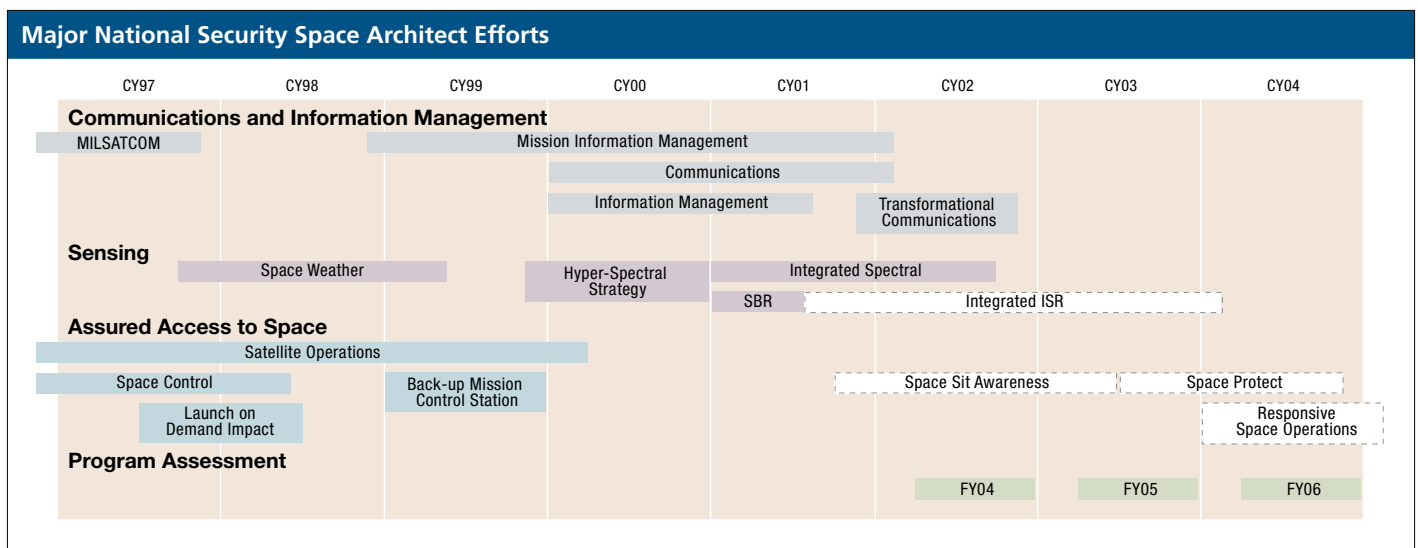 Major National Security Space Architect Efforts
CY97 CY98 CY99 CY00 CY01 CY02 CY03 CY04
Communications and Information Management
MILSATCOM Mission Information Management
Communications
Information Management
Transformational
Communications
Sensing
Space Weather
Hyper-Spectral
Strategy
Integrated Spectral
SBR Integrated ISR
Assured Access to Space
Satellite Operations
Space Control
Back-up Mission
Control Station
Space Sit Awareness Space Protect
Launch on
Demand Impact
Responsive
Space Operations
Program Assessment
FY04 FY05 FY06